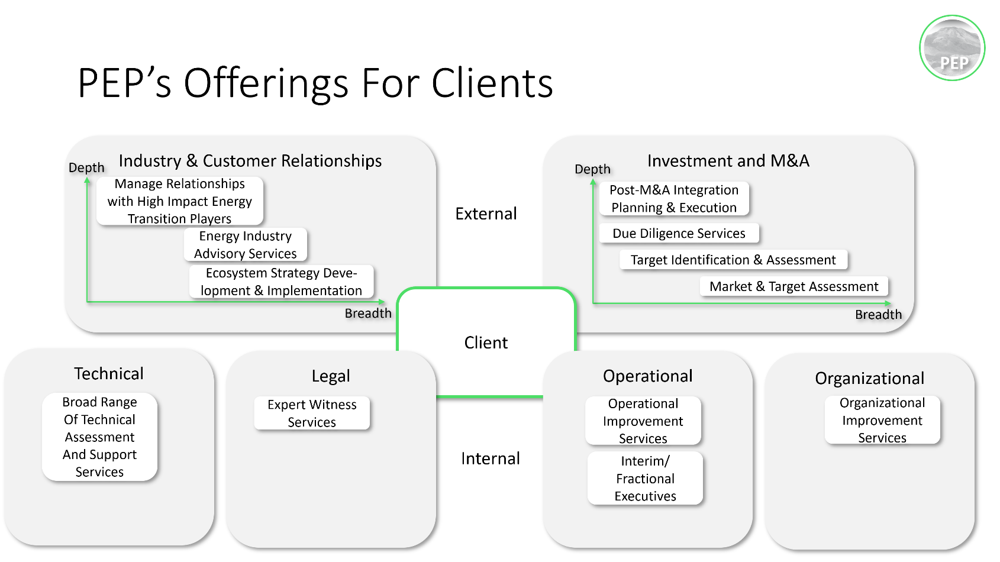 PEP
PEP's Offerings For Clients
Industry & Customer Relationships
Depth
Manage Relationships
with High Impact Energy
Transition Players
Energy Industry
Advisory Services
Ecosystem Strategy Deve-
lopment & Implementation
Breadth
External
Investment and M&A
Depth
Post-M&A Integration
Planning & Execution
Due Diligence Services
Target Identification & Assessment
Market & Target Assessment
Breadth
Client
Technical
Broad Range
Of Technical
Assessment
And Support
Services
Legal
Expert Witness
Services
Internal
Operational
Operational
Improvement
Services
Interim/
Fractional
Executives
Organizational
Organizational
Improvement
Services